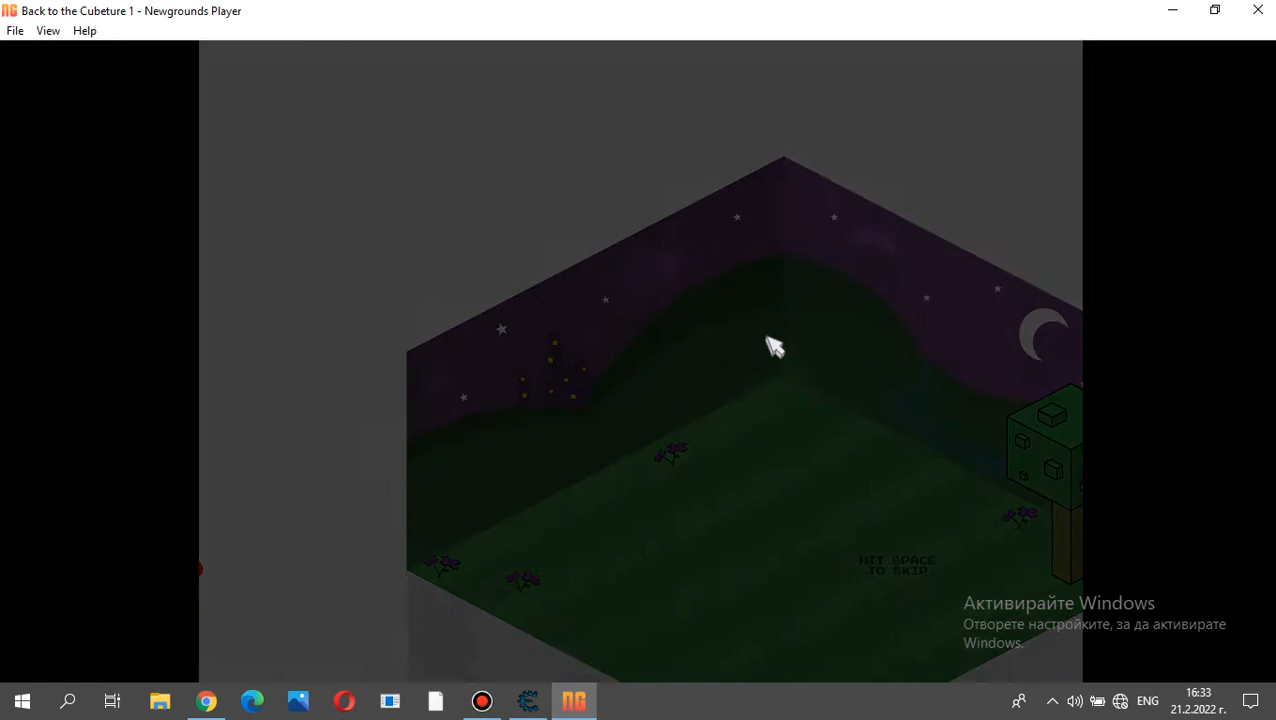 Back to the Cubeture 1 - Newgrounds Player
File View Help
HIT SPACE
TO SKIP
Активирайте Windows
Отворете настройките, за да активирате
Windows.
NG
ENG
16:33
21.2.2022 г.